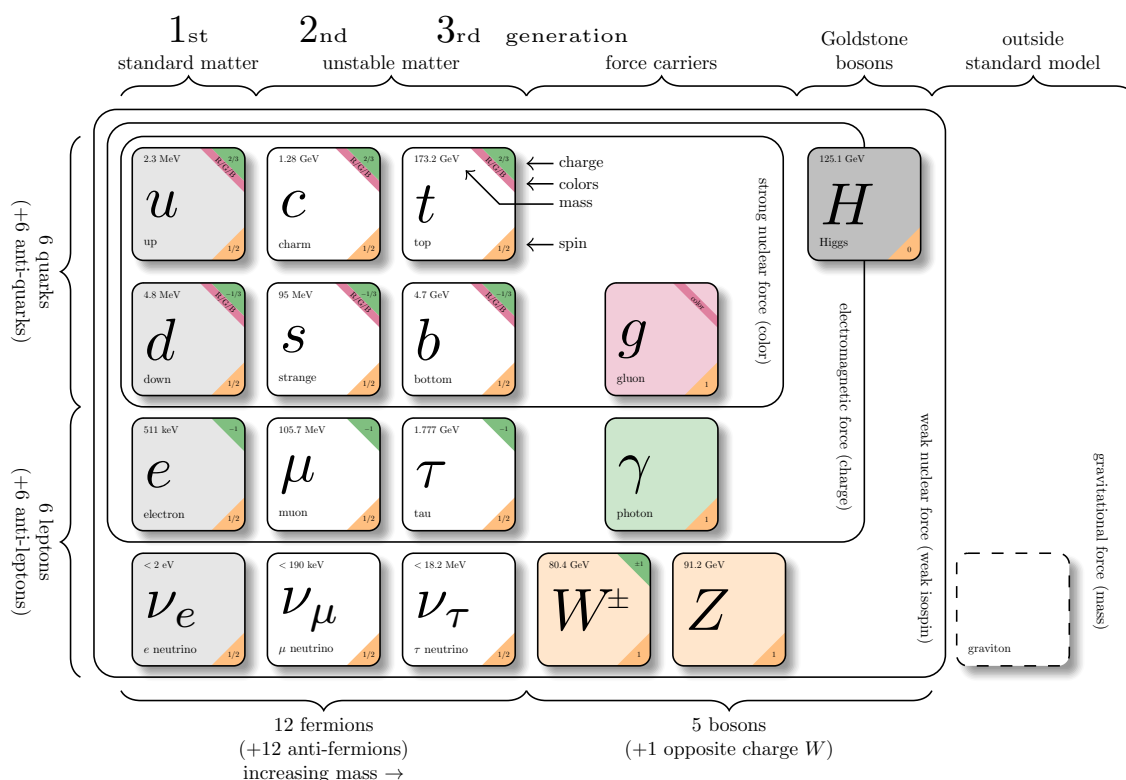 1st 2nd 3rd generation
standard matter
unstable matter
force carriers
Goldstone
bosons
outside
standard model
6 quarks
(+6 anti-quarks)
6 leptons
(+6 anti-leptons)
2.3 MeV
2/3
R/G/B
u
up
1/2
1.28 GeV
2/3
R/G/B
c
charm
1/2
173.2 GeV
2/3
R/G/B
t
top
1/2
charge
colors
mass
spin
125.1 GeV
H
Higgs
0
4.8 MeV
−1/3
R/G/B
d
down
1/2
95 MeV
−1/3
R/G/B
s
strange
1/2
4.7 GeV
−1/3
R/G/B
b
bottom
1/2
color
g
gluon
1
strong nuclear force (color)
511 keV
−1
e
electron
1/2
105.7 MeV
−1
μ
muon
1/2
1.777 GeV
−1
τ
tau
1/2
γ
photon
1
electromagnetic force (charge)
< 2 eV
νe
e neutrino
1/2
< 190 keV
νμ
μ neutrino
1/2
< 18.2 MeV
ντ
τ neutrino
1/2
80.4 GeV
±1
W±
1
91.2 GeV
Z
1
weak nuclear force (weak isospin)
graviton
gravitational force (mass)
12 fermions
(+12 anti-fermions)
increasing mass →
5 bosons
(+1 opposite charge W)